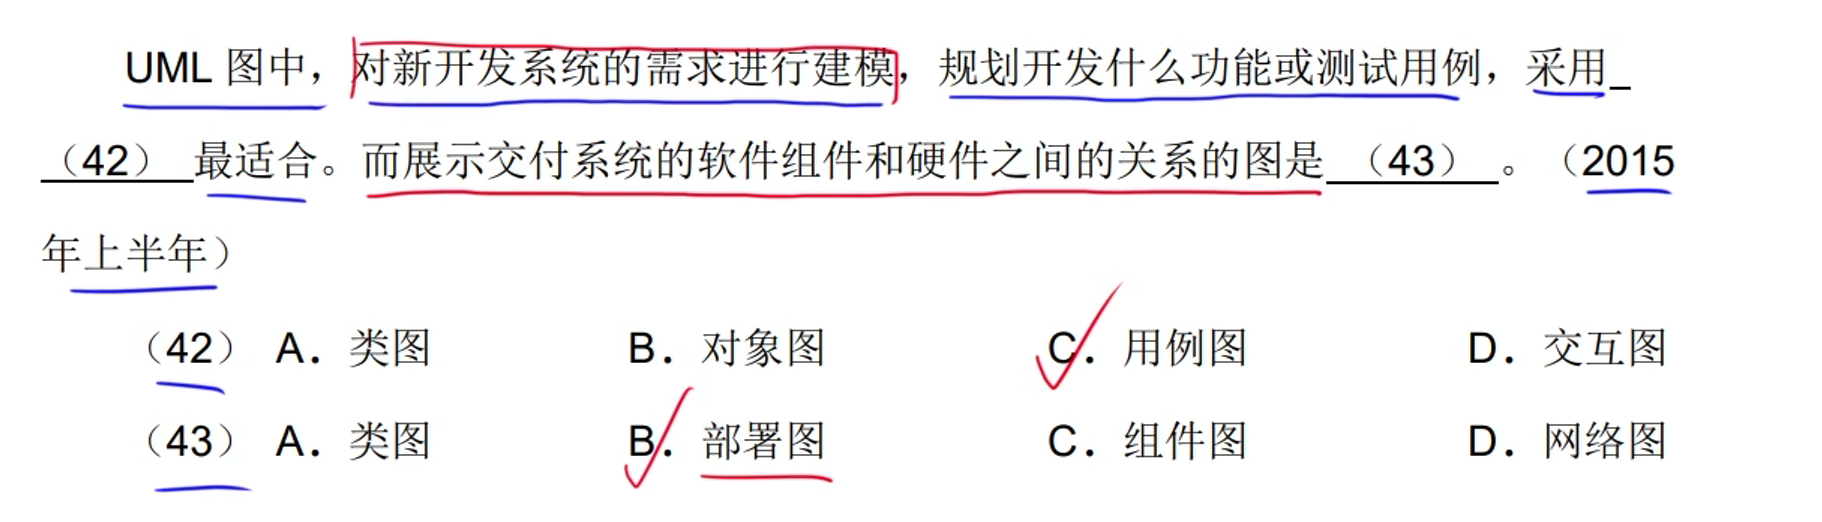 UML 图中，对新开发系统的需求进行建模，规划开发什么功能或测试用例，采用
（42） 最适合。而展示交付系统的软件组件和硬件之间的关系的图是 （43） 。（2015
年上半年）
（42） A．类图 B．对象图 C．用例图 D．交互图
（43） A．类图 B．部署图 C．组件图 D．网络图